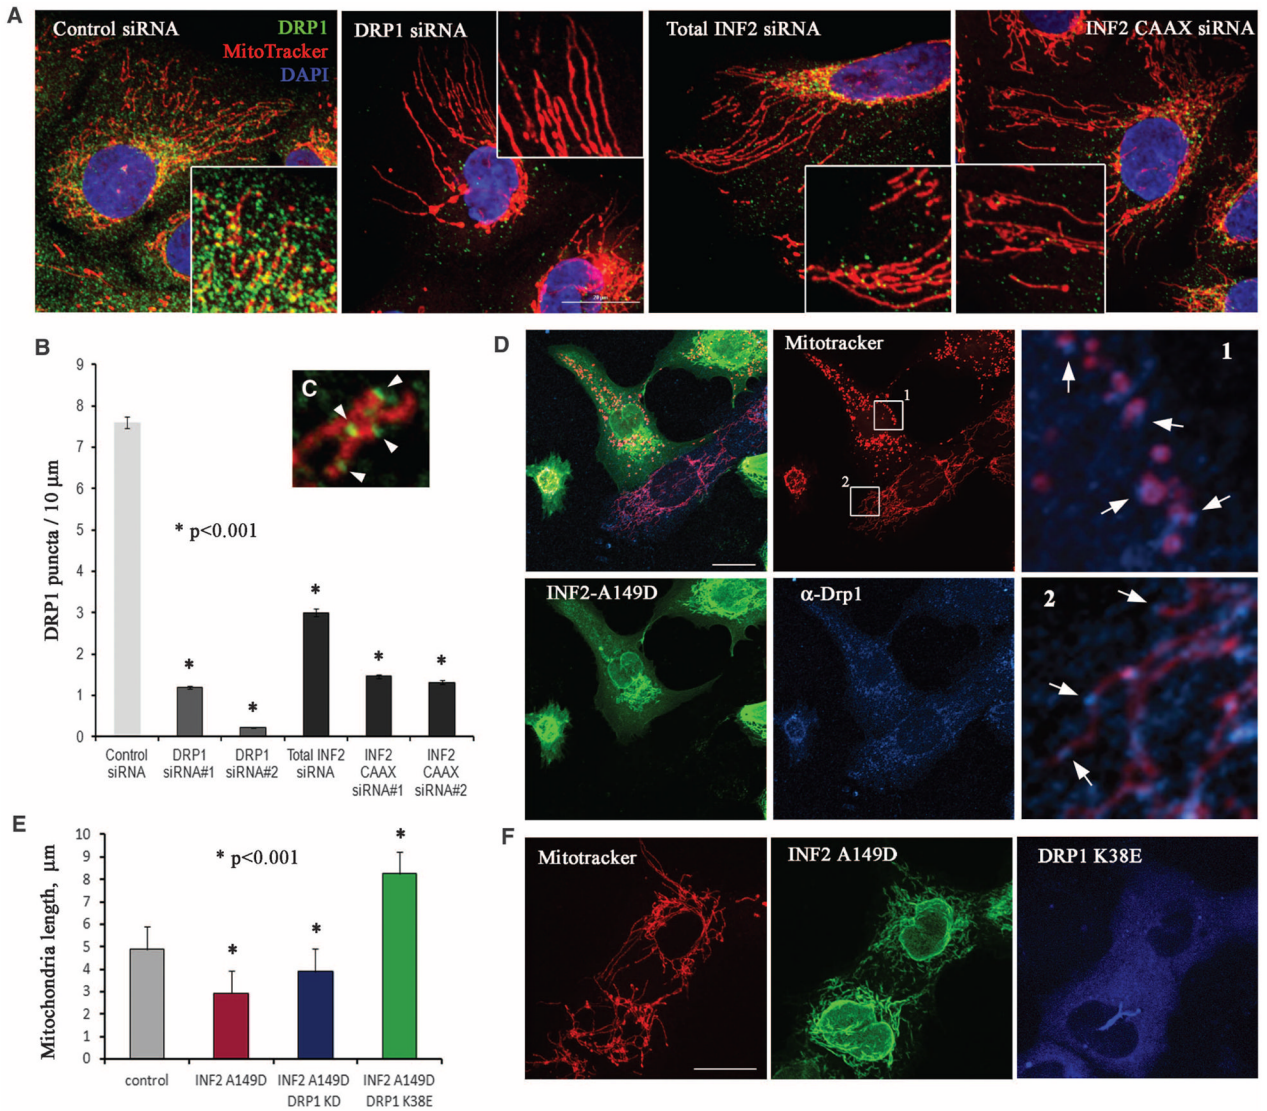 A
Control siRNA
DRP1
MitoTracker
DAPI
DRP1 siRNA
20 µm
Total INF2 siRNA
INF2 CAAX siRNA
B
DRP1 puncta / 10 µm
9
8
7
6
5
4
3
2
1
0
* p<0.001
*
*
*
*
*
Control siRNA
DRP1 siRNA#1
DRP1 siRNA#2
Total INF2 siRNA
INF2 CAAX siRNA#1
INF2 CAAX siRNA#2
C
D
Mitotracker
1
2
1
INF2-A149D
α-Drp1
2
E
Mitochondria length, µm
10
9
8
7
6
5
4
3
2
1
0
* p<0.001
*
*
*
control
INF2 A149D
INF2 A149D DRP1 KD
INF2 A149D DRP1 K38E
F
Mitotracker
INF2 A149D
DRP1 K38E